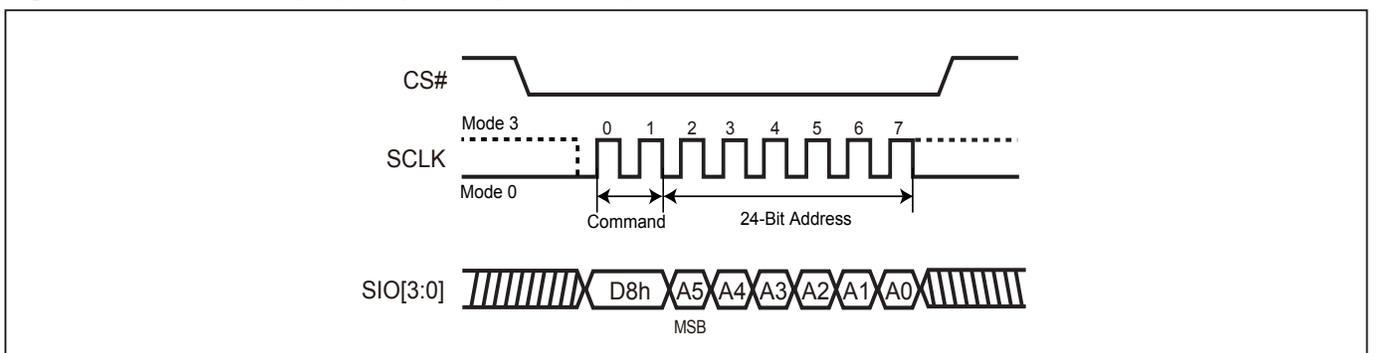 CS#
Mode 3
0 1 2 3 4 5 6 7
SCLK
Mode 0
Command 24-Bit Address
SIO[3:0] D8h A5 A4 A3 A2 A1 A0
MSB